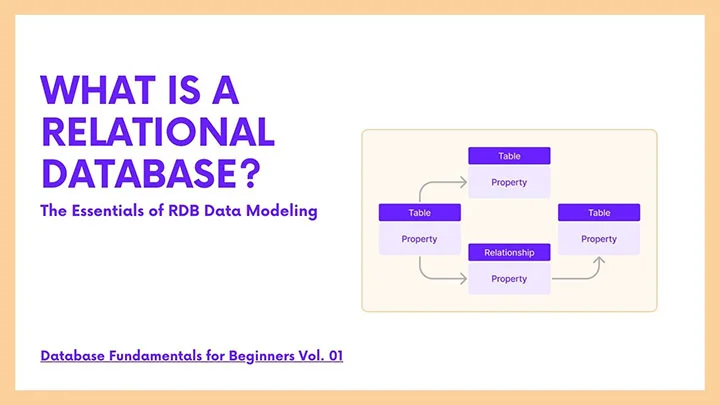 WHAT IS A
RELATIONAL
DATABASE?
The Essentials of RDB Data Modeling
Table
Property
Table
Property
Relationship
Property
Table
Property
Database Fundamentals for Beginners Vol. 01